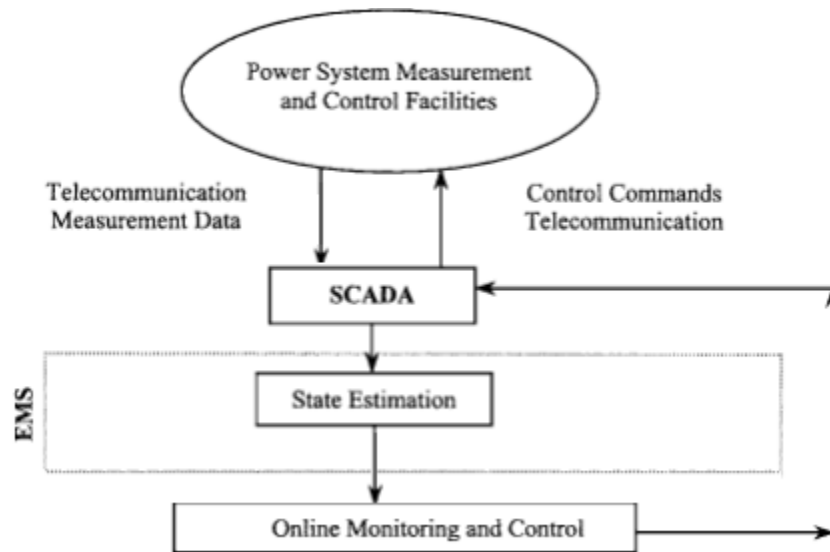 Power System Measurement
and Control Facilities
Telecommunication
Measurement Data
Control Commands
Telecommunication
SCADA
State Estimation
EMS
Online Monitoring and Control